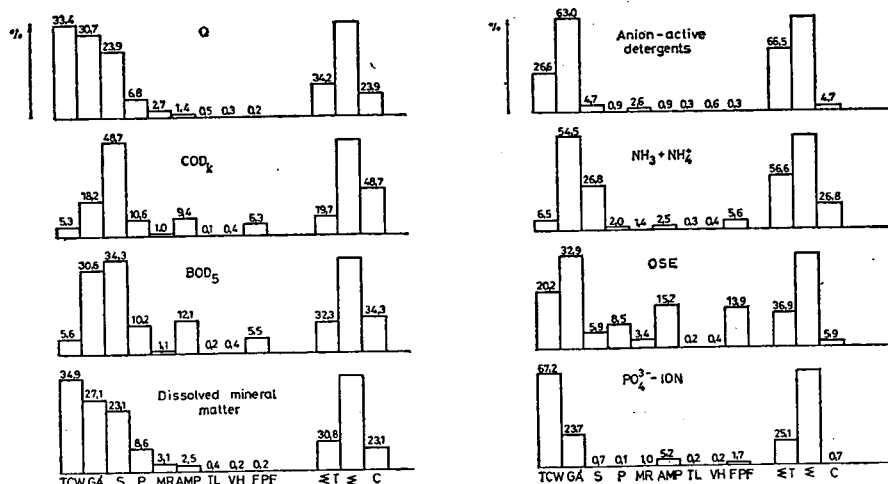 %
Q
33,4 30,7 23,9 6,8 2,7 1,4 0,5 0,3 0,2 34,2 23,9
COD_k
5,3 18,2 48,7 10,6 1,0 9,4 0,1 0,4 6,3 19,7 48,7
BOD_5
5,6 30,6 34,3 10,2 1,1 12,1 0,2 0,4 5,5 32,3 34,3
Dissolved mineral
matter
34,9 27,1 23,1 8,6 3,1 2,5 0,4 0,2 0,2 30,8 23,1
TCW GÁ S P MR AMP TL VH FPF ΣT Σ C
%
Anion-active
detergents
26,6 63,0 4,7 0,9 2,6 0,9 0,3 0,6 0,3 66,5 4,7
NH3 + NH4+
6,5 54,5 26,8 2,0 1,4 2,5 0,3 0,4 5,6 56,6 26,8
OSE
20,2 32,9 5,9 8,5 3,4 15,2 0,2 0,4 13,9 36,9 5,9
PO4 3- - ION
67,2 23,7 0,7 0,1 1,0 5,2 0,2 0,2 1,7 25,1 0,7
TCW GÁ S P MR AMP TL VH FPF ΣT Σ C